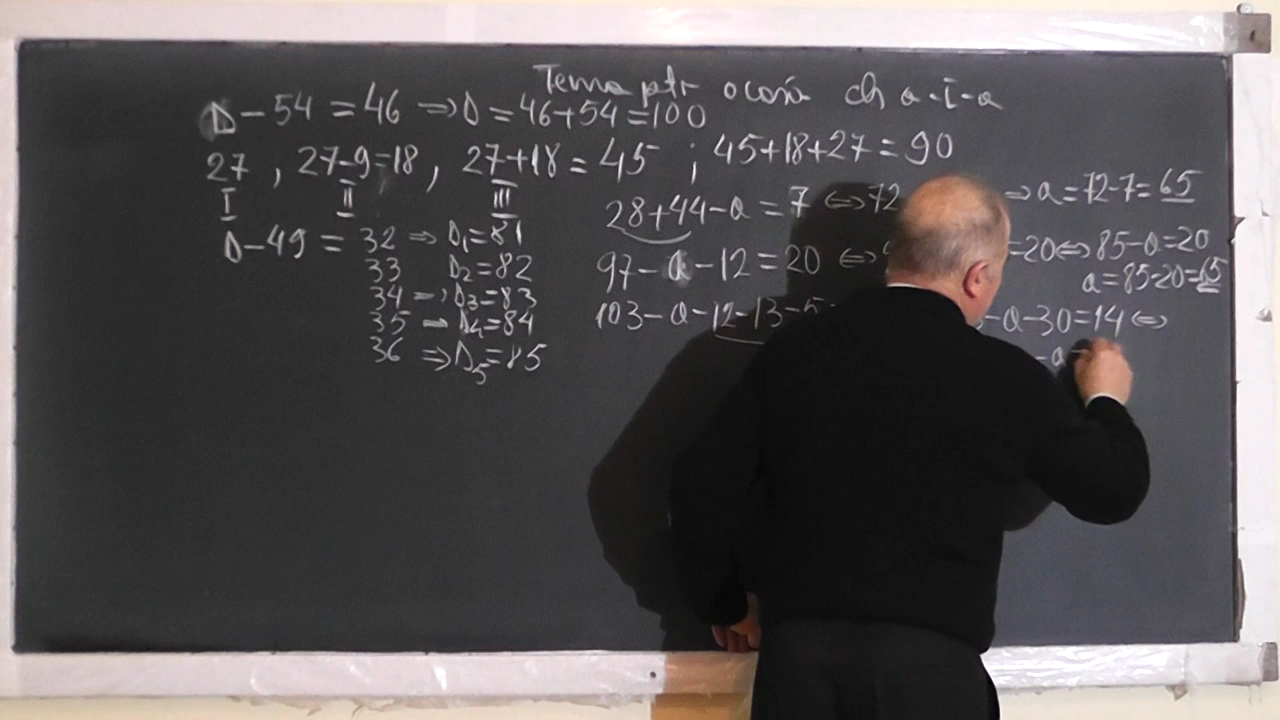 Tema ptr acasă cls a-I-a
D-54=46 ⇒D=46+54=100
27, 27-9=18, 27+18=45 ; 45+18+27=90
I II III
D-49= 32 ⇒ D₁=81
33 D₂=82
34 ⇒ D₃=83
35 ⇒ D₄=84
36 ⇒ D₅=85
28+44-a=7 ⇔72 ⇒a=72-7=65
97-a-12=20 ⇔ =20⇔85-a=20
a=85-20=65
103-a-12-13-5 -a-30=14⇔
-a